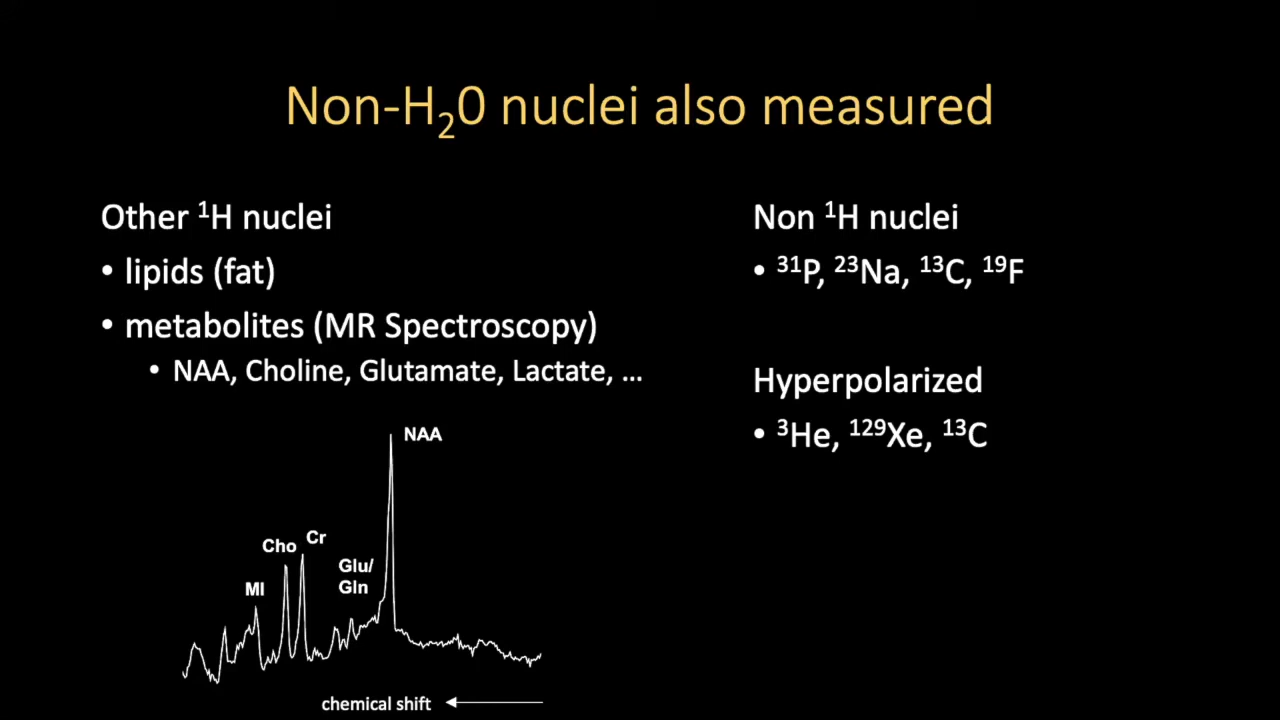 Non-H₂0 nuclei also measured
Other ¹H nuclei
• lipids (fat)
• metabolites (MR Spectroscopy)
• NAA, Choline, Glutamate, Lactate, ...
Non ¹H nuclei
• ³¹P, ²³Na, ¹³C, ¹⁹F
Hyperpolarized
• ³He, ¹²⁹Xe, ¹³C
NAA
Cho
Cr
Glu/
Gln
MI
chemical shift